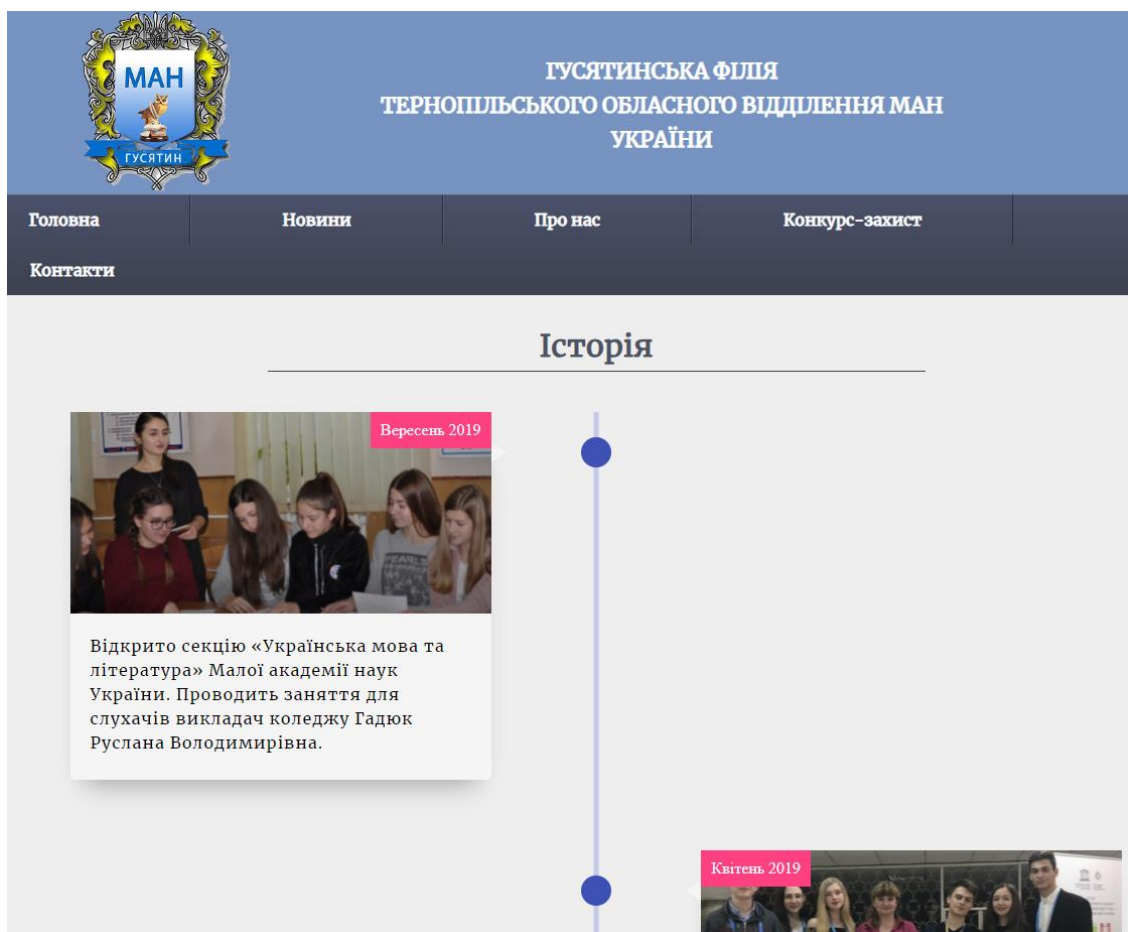 МАН
ГУСЯТИН
ГУСЯТИНСЬКА ФІЛІЯ
ТЕРНОПІЛЬСЬКОГО ОБЛАСНОГО ВІДДІЛЕННЯ МАН
УКРАЇНИ
Головна
Новини
Про нас
Конкурс-захист
Контакти
Історія
Вересень 2019
PEARLS
Відкрито секцію «Українська мова та
література» Малої академії наук
України. Проводить заняття для
слухачів викладач коледжу Гадюк
Руслана Володимирівна.
Квітень 2019